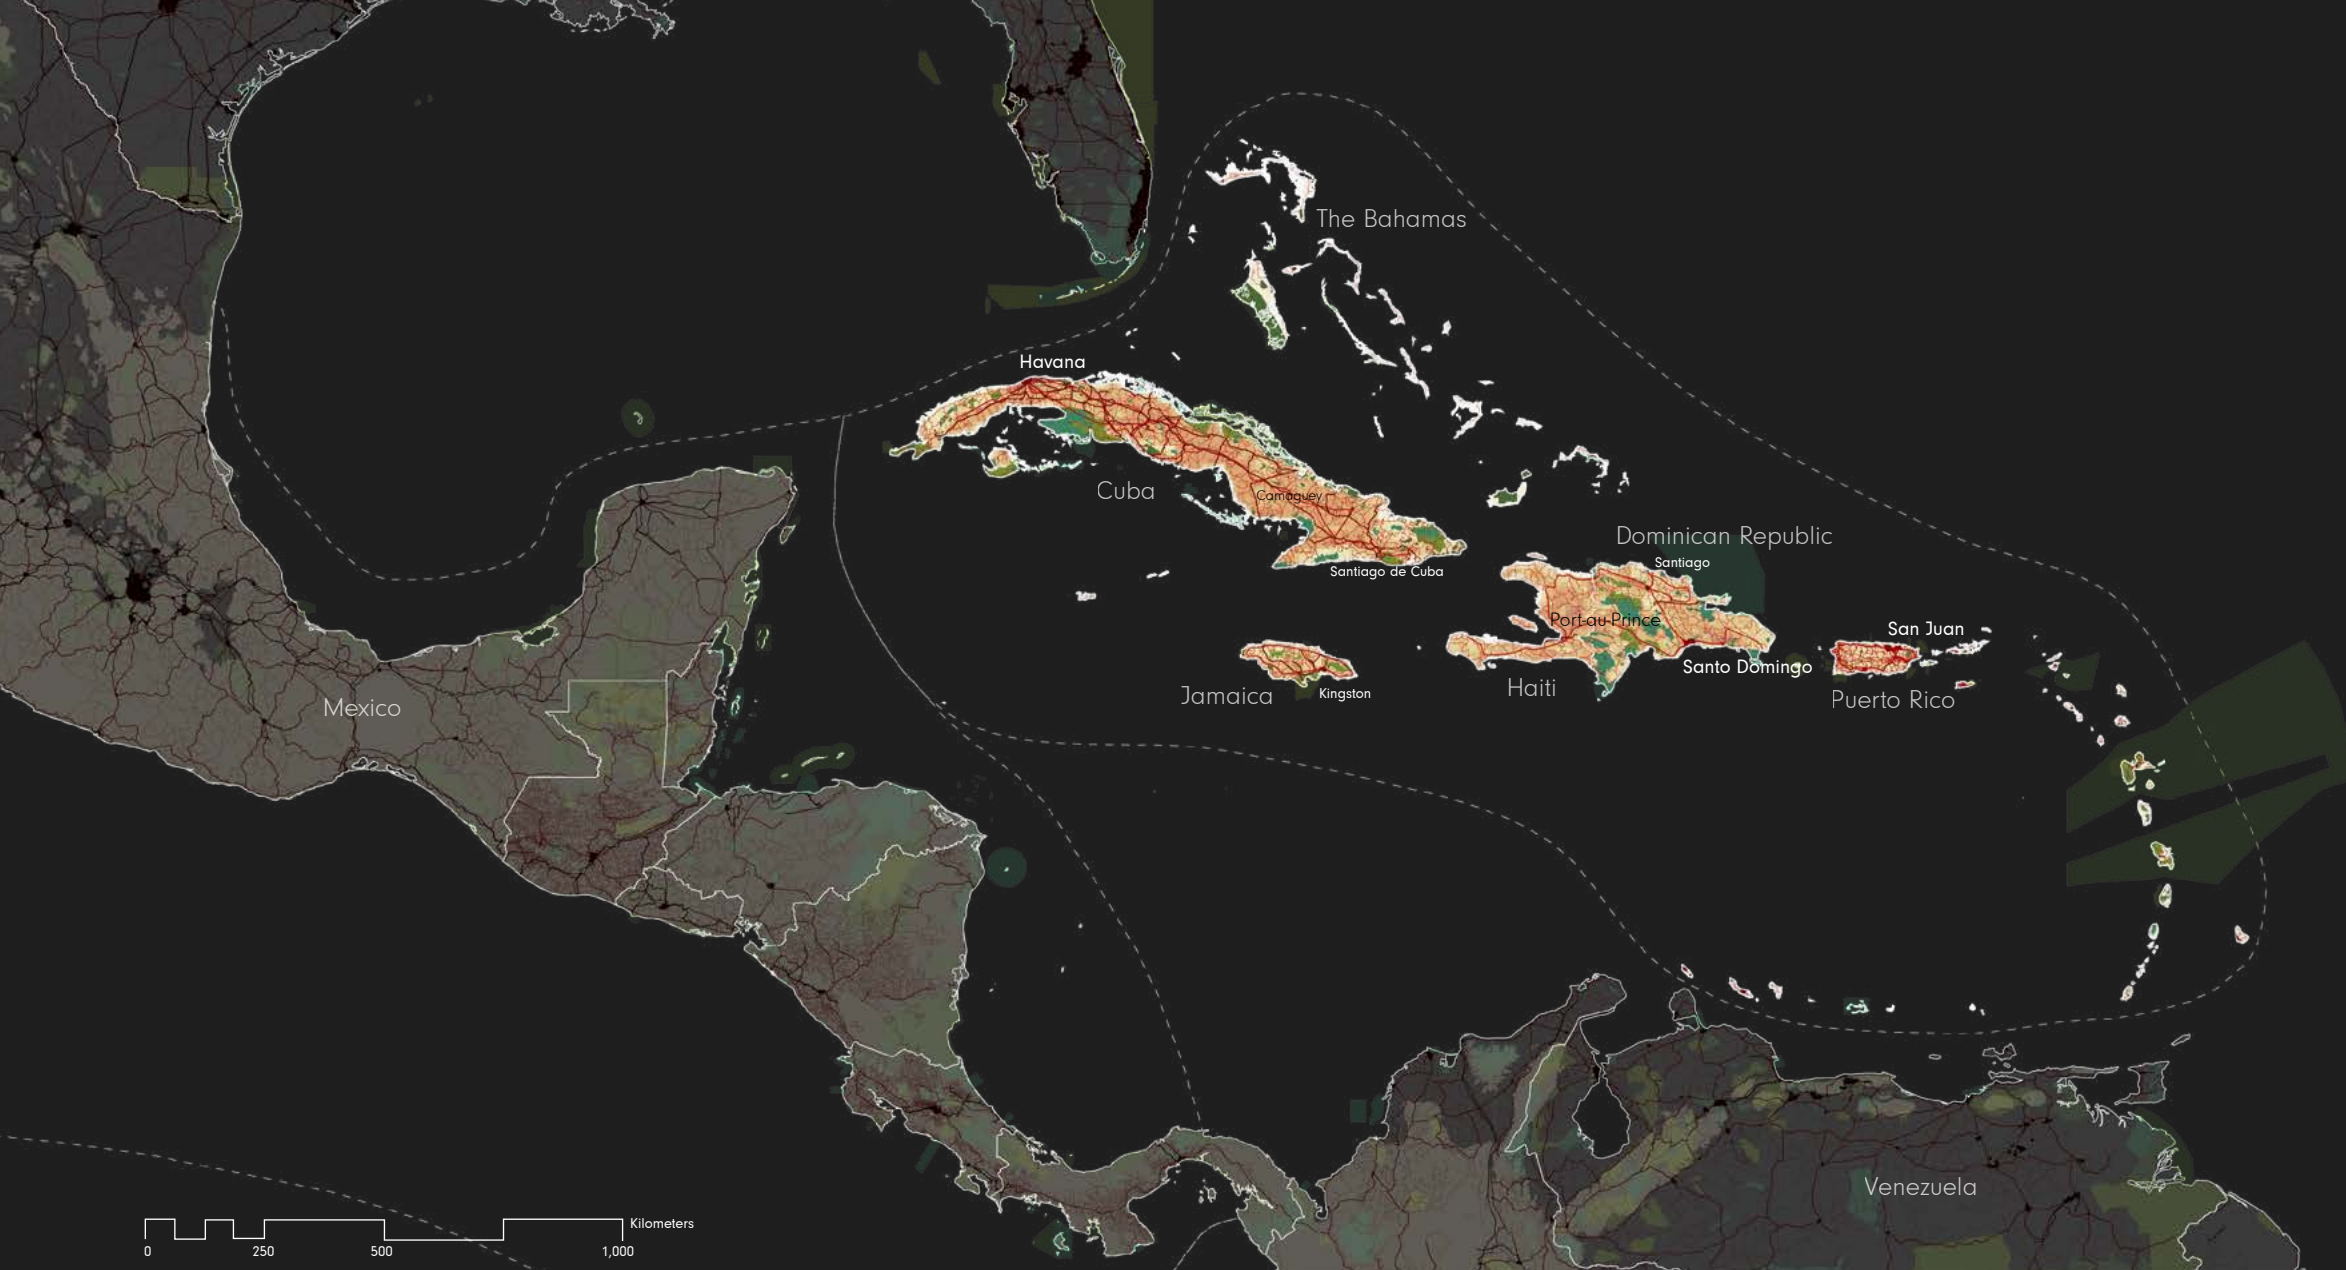 The Bahamas
Havana
Cuba
Camaguey
Dominican Republic
Santiago
Santiago de Cuba
Port-au-Prince
San Juan
Santo Domingo
Jamaica
Kingston
Haiti
Puerto Rico
Mexico
Venezuela
Kilometers
0 250 500 1,000